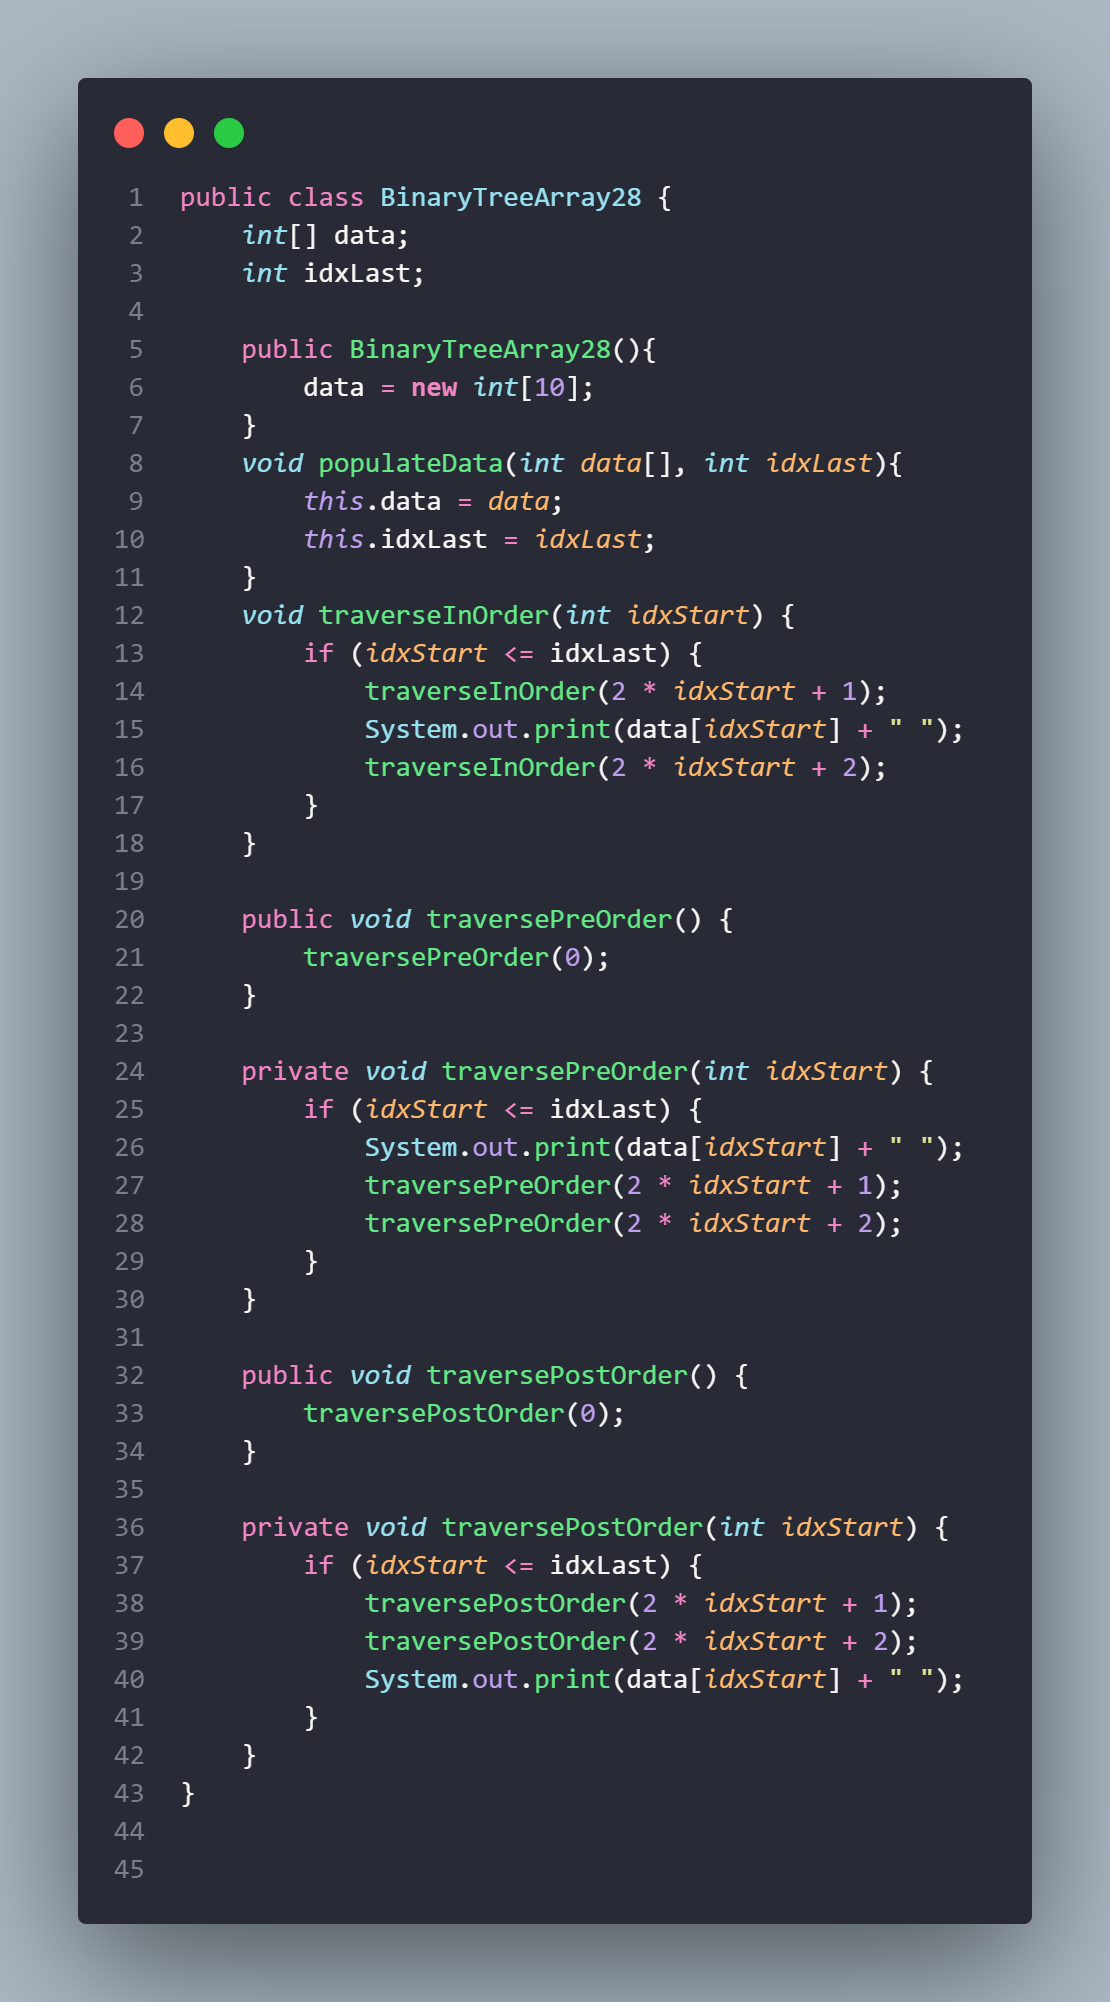 1 public class BinaryTreeArray28 {
2     int[] data;
3     int idxLast;
4
5     public BinaryTreeArray28(){
6         data = new int[10];
7     }
8     void populateData(int data[], int idxLast){
9         this.data = data;
10         this.idxLast = idxLast;
11     }
12     void traverseInOrder(int idxStart) {
13         if (idxStart <= idxLast) {
14             traverseInOrder(2 * idxStart + 1);
15             System.out.print(data[idxStart] + " ");
16             traverseInOrder(2 * idxStart + 2);
17         }
18     }
19
20     public void traversePreOrder() {
21         traversePreOrder(0);
22     }
23
24     private void traversePreOrder(int idxStart) {
25         if (idxStart <= idxLast) {
26             System.out.print(data[idxStart] + " ");
27             traversePreOrder(2 * idxStart + 1);
28             traversePreOrder(2 * idxStart + 2);
29         }
30     }
31
32     public void traversePostOrder() {
33         traversePostOrder(0);
34     }
35
36     private void traversePostOrder(int idxStart) {
37         if (idxStart <= idxLast) {
38             traversePostOrder(2 * idxStart + 1);
39             traversePostOrder(2 * idxStart + 2);
40             System.out.print(data[idxStart] + " ");
41         }
42     }
43 }
44
45